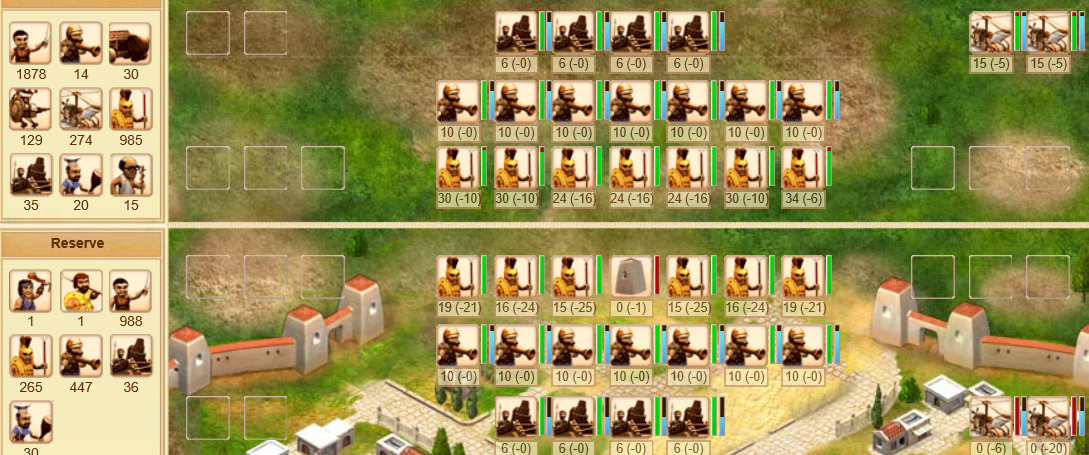 6 (-0) 6 (-0) 6 (-0) 6 (-0) 15 (-5) 15 (-5)
1878 14 30
10 (-0) 10 (-0) 10 (-0) 10 (-0) 10 (-0) 10 (-0) 10 (-0)
129 274 985
30 (-10) 30 (-10) 24 (-16) 24 (-16) 24 (-16) 30 (-10) 34 (-6)
35 20 15
Reserve
19 (-21) 16 (-24) 15 (-25) 0 (-1) 15 (-25) 16 (-24) 19 (-21)
1 1 988
10 (-0) 10 (-0) 10 (-0) 10 (-0) 10 (-0) 10 (-0) 10 (-0)
265 447 36
6 (-0) 6 (-0) 6 (-0) 6 (-0) 0 (-6) 0 (-20)
30